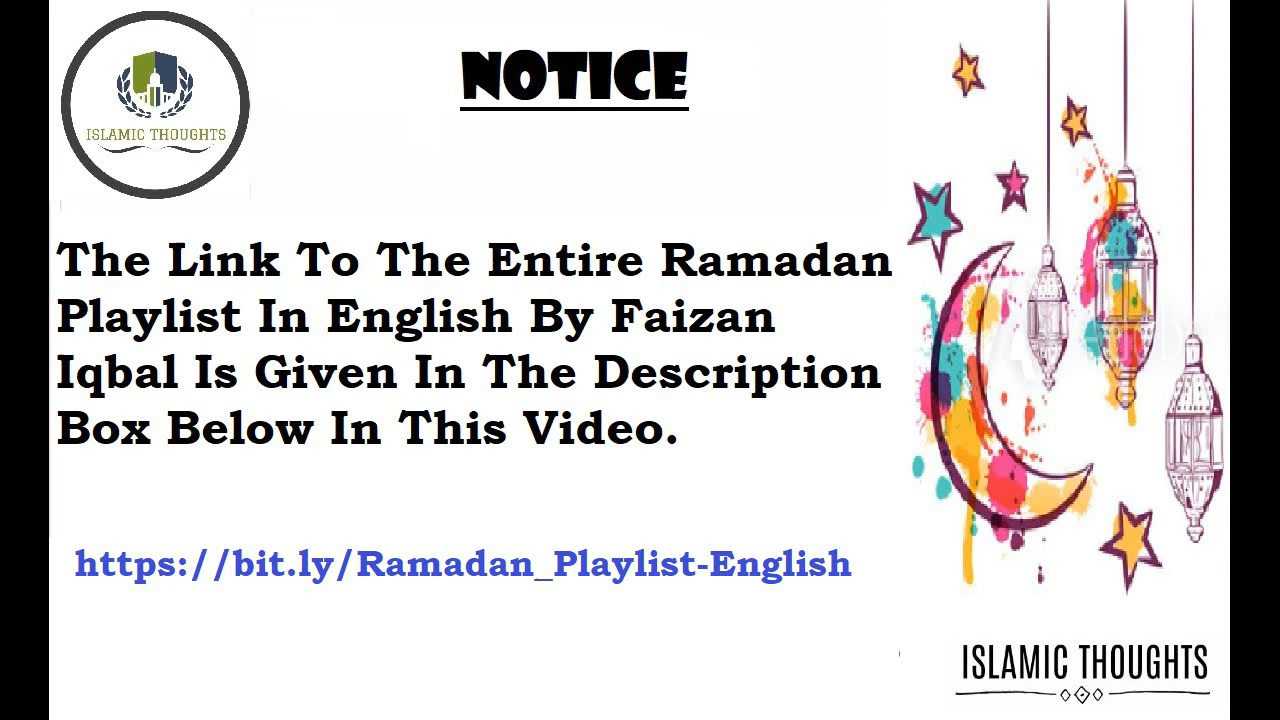 ISLAMIC THOUGHTS
NOTICE
The Link To The Entire Ramadan
Playlist In English By Faizan
Iqbal Is Given In The Description
Box Below In This Video.
https://bit.ly/Ramadan_Playlist-English
ISLAMIC THOUGHTS